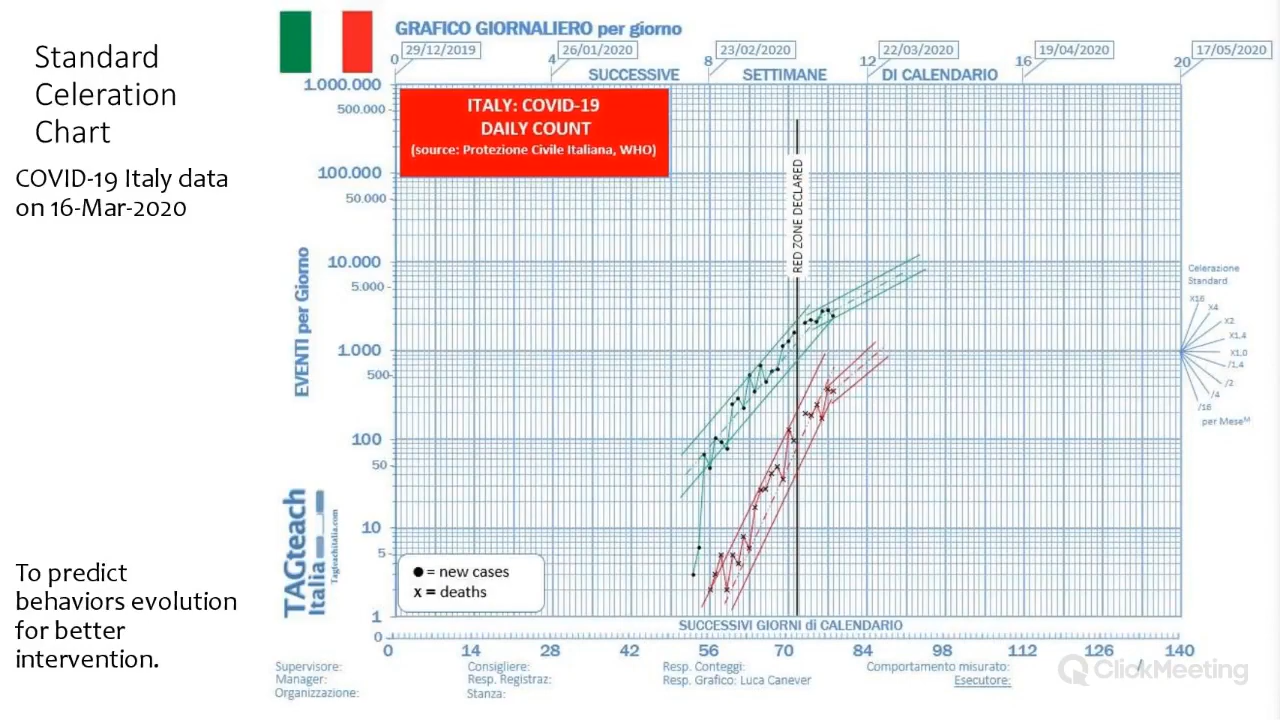 Standard
Celeration
Chart
COVID-19 Italy data
on 16-Mar-2020
To predict
behaviors evolution
for better
intervention.
GRAFICO GIORNALIERO per giorno
29/12/2019 26/01/2020 23/02/2020 22/03/2020 19/04/2020 17/05/2020
0 4 8 12 16 20
SUCCESSIVE SETTIMANE DI CALENDARIO
1.000.000
500.000
100.000
50.000
10.000
5.000
1.000
500
100
50
10
5
1
0
EVENTI per Giorno
ITALY: COVID-19
DAILY COUNT
(source: Protezione Civile Italiana, WHO)
RED ZONE DECLARED
Celerazione
Standard
X16
X4
X2
X1,4
X1,0
/1,4
/2
/4
/16
per Meseᴹ
TAGteach
Italia
Tagteachitalia.com
● = new cases
x = deaths
SUCCESSIVI GIORNI di CALENDARIO
0 14 28 42 56 70 84 98 112 126 140
Supervisore: Consigliere: Resp. Conteggi: Comportamento misurato:
Manager: Resp. Registraz: Resp. Grafico: Luca Canever Esecutore:
Organizzazione: Stanza:
ClickMeeting